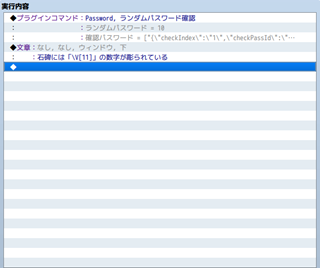 実行内容
◆プラグインコマンド：Password, ランダムパスワード確認
：　　　　　　　　：ランダムパスワード = 10
：　　　　　　　　：確認パスワード = ["{\"checkIndex\":\"1\",\"checkPassId\":\"…
◆文章：なし, なし, ウィンドウ, 下
：　　：石碑には「\V[11]」の数字が彫られている
◆